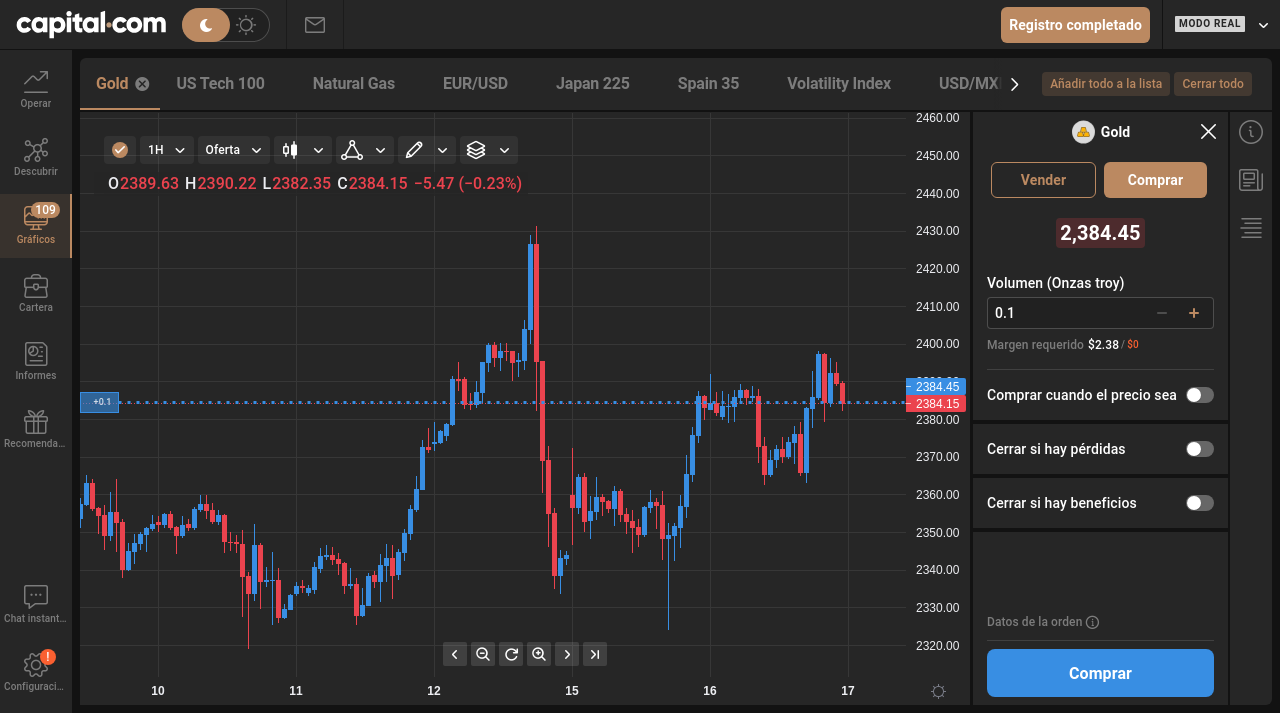 capital.com
Registro completado
MODO REAL
Operar
Descubrir
109
Gráficos
Cartera
Informes
Recomenda...
Chat instant...
!
Configuraci...
Gold
US Tech 100
Natural Gas
EUR/USD
Japan 225
Spain 35
Volatility Index
USD/MX
Añadir todo a la lista
Cerrar todo
1H
Oferta
O2389.63 H2390.22 L2382.35 C2384.15 −5.47 (−0.23%)
+0.1
2460.00
2450.00
2440.00
2430.00
2420.00
2410.00
2400.00
2384.45
2384.15
2380.00
2370.00
2360.00
2350.00
2340.00
2330.00
2320.00
10
11
12
15
16
17
Gold
Vender
Comprar
2,384.45
Volumen (Onzas troy)
0.1
Margen requerido $2.38 / $0
Comprar cuando el precio sea
Cerrar si hay pérdidas
Cerrar si hay beneficios
Datos de la orden
Comprar